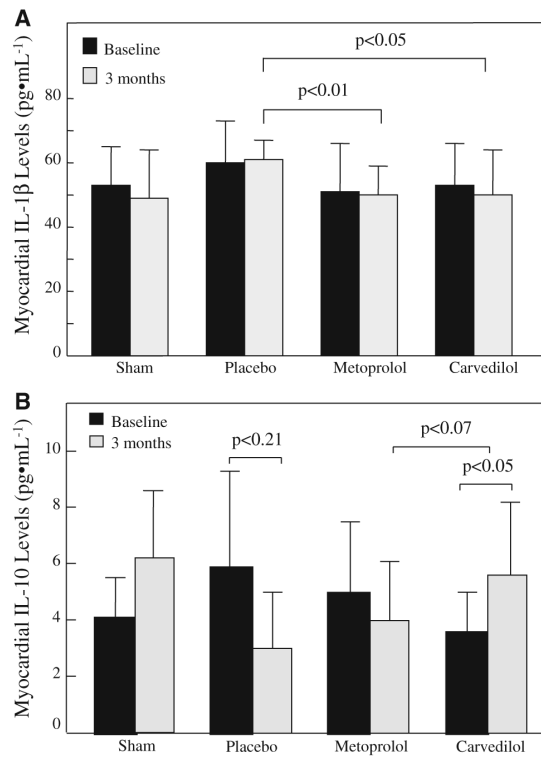 A
Baseline
3 months
p<0.05
p<0.01
Myocardial IL-1β Levels (pg•mL-1)
80
60
40
20
0
Sham Placebo Metoprolol Carvedilol
B
Baseline
3 months
p<0.21
p<0.07
p<0.05
Myocardial IL-10 Levels (pg•mL-1)
10
8
6
4
2
0
Sham Placebo Metoprolol Carvedilol